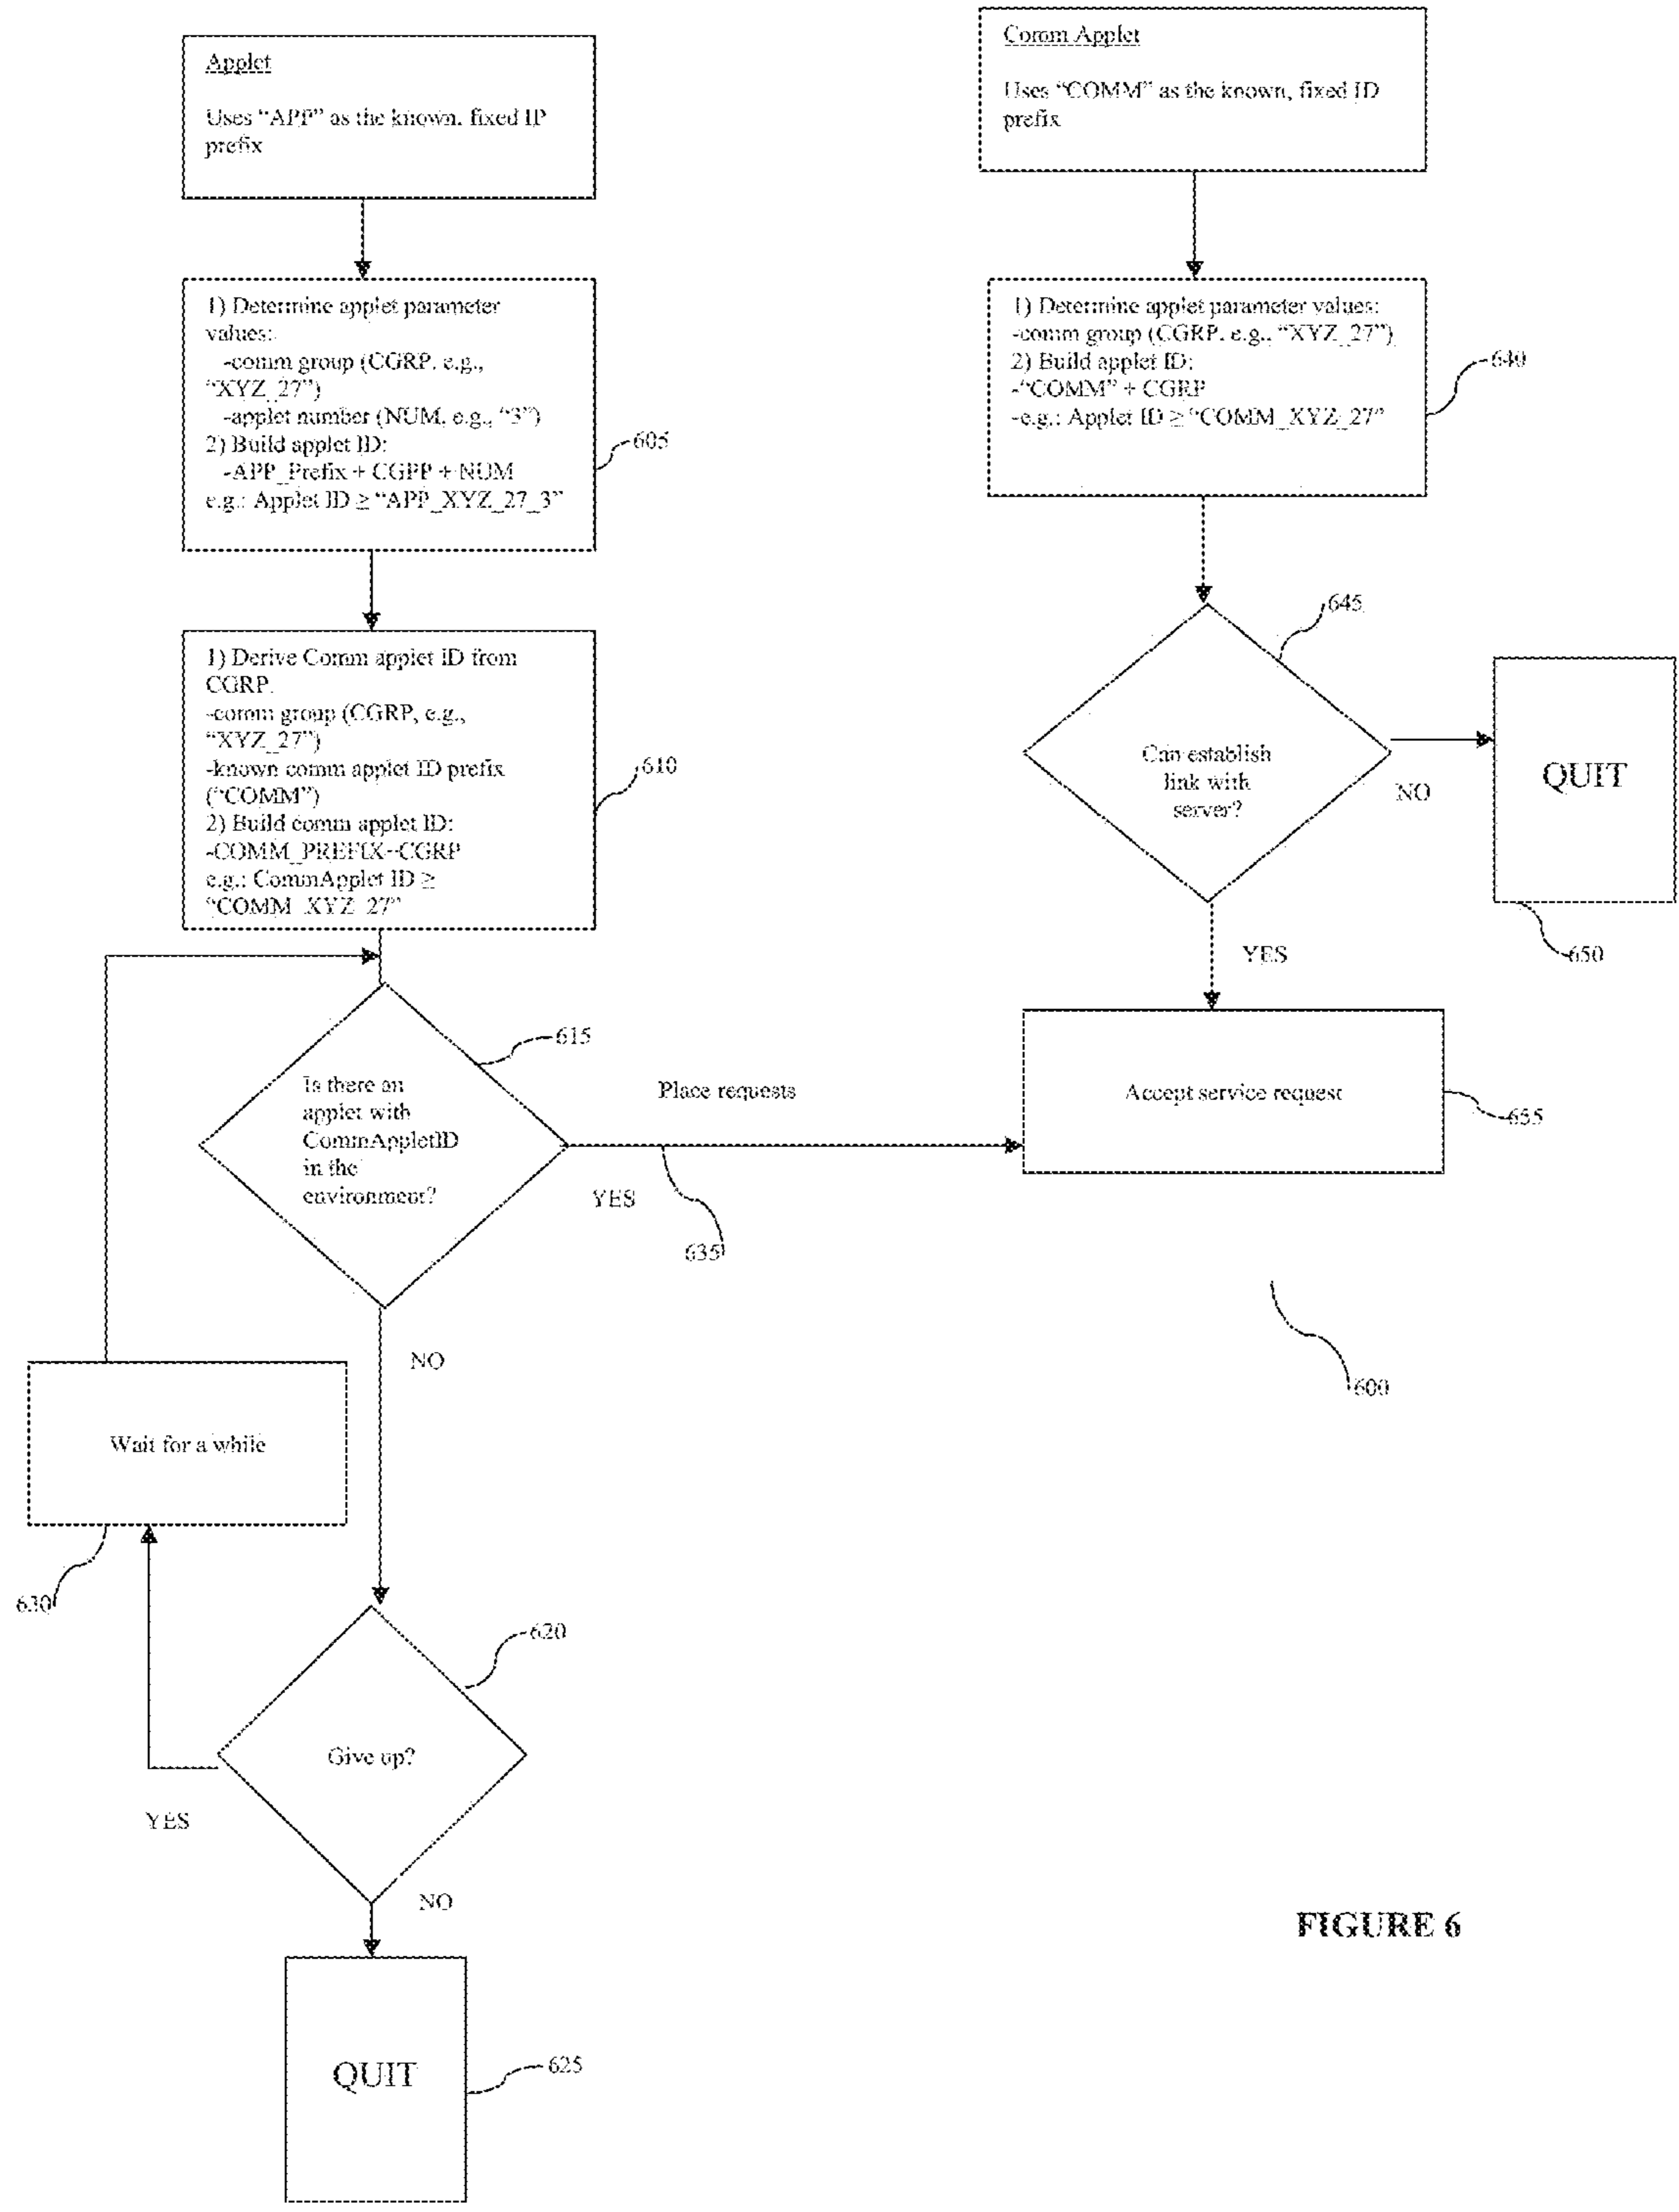 Applet
Uses “APP” as the known, fixed IP
prefix
1) Determine applet parameter
values:
-comm group (CGRP, e.g.,
“XYZ_27”)
-applet number (NUM, e.g., “3”)
2) Build applet ID:
-APP_Prefix + CGPP + NUM
e.g.: Applet ID ≥ “APP_XYZ_27_3”
605
1) Derive Comm applet ID from
CGRP.
-comm group (CGRP, e.g.,
“XYZ_27”)
-known comm applet ID prefix
(“COMM”)
2) Build comm applet ID:
-COMM_PREFIX--CGRP
e.g.: CommApplet ID ≥
“COMM_XYZ_27”
610
Is there an
applet with
CommAppletID
in the
environment?
615
Place requests
YES
635
NO
Wait for a while
630
Give up?
620
YES
NO
QUIT
625
Comm Applet
Uses “COMM” as the known, fixed ID
prefix
1) Determine applet parameter values:
-comm group (CGRP, e.g., “XYZ_27”)
2) Build applet ID:
-“COMM” + CGRP
-e.g.: Applet ID ≥ “COMM_XYZ_27”
640
Can establish
link with
server?
645
NO
QUIT
650
YES
Accept service request
655
600
FIGURE 6